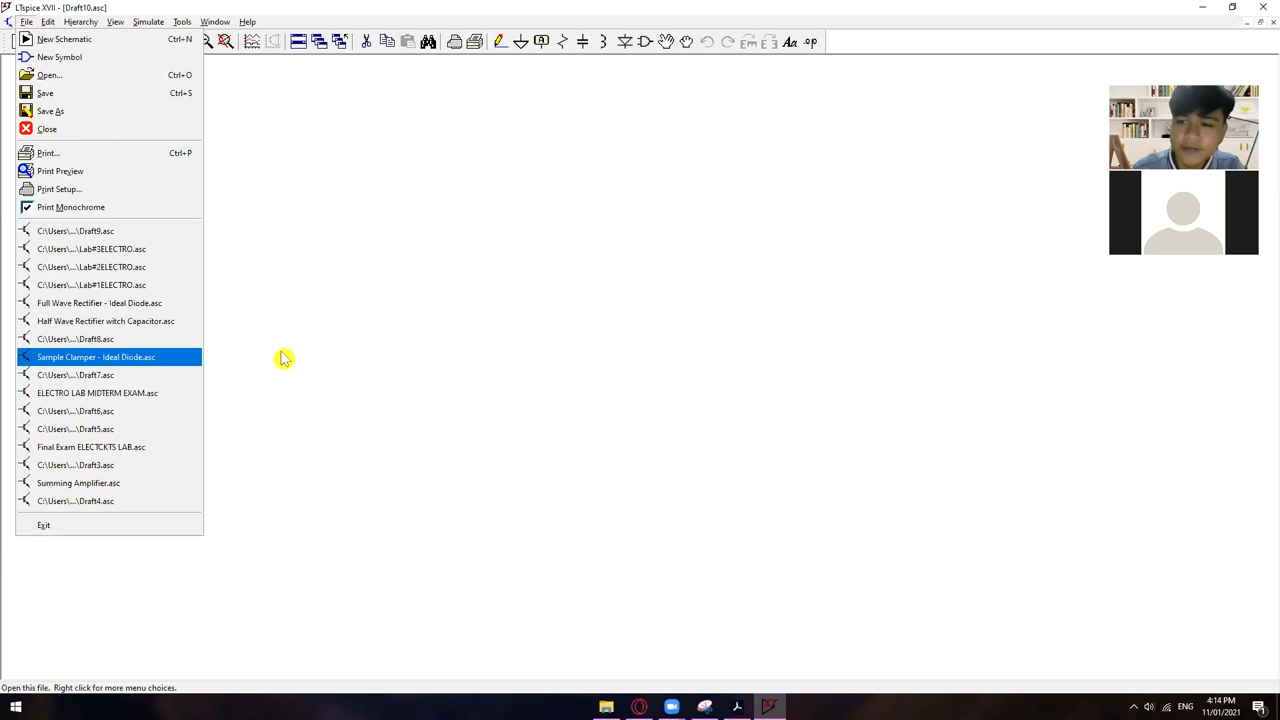 LTspice XVII - [Draft10.asc]
File Edit Hierarchy View Simulate Tools Window Help
New Schematic Ctrl+N
New Symbol
Open... Ctrl+O
Save Ctrl+S
Save As
Close
Print... Ctrl+P
Print Preview
Print Setup...
Print Monochrome
C:\Users\...\Draft9.asc
C:\Users\...\Lab#3ELECTRO.asc
C:\Users\...\Lab#2ELECTRO.asc
C:\Users\...\Lab#1ELECTRO.asc
Full Wave Rectifier - Ideal Diode.asc
Half Wave Rectifier witch Capacitor.asc
C:\Users\...\Draft8.asc
Sample Clamper - Ideal Diode.asc
C:\Users\...\Draft7.asc
ELECTRO LAB MIDTERM EXAM.asc
C:\Users\...\Draft6.asc
C:\Users\...\Draft5.asc
Final Exam ELECTCKTS LAB.asc
C:\Users\...\Draft3.asc
Summing Amplifier.asc
C:\Users\...\Draft4.asc
Exit
Aa .op
Open this file. Right click for more menu choices.
ENG
4:14 PM
11/01/2021